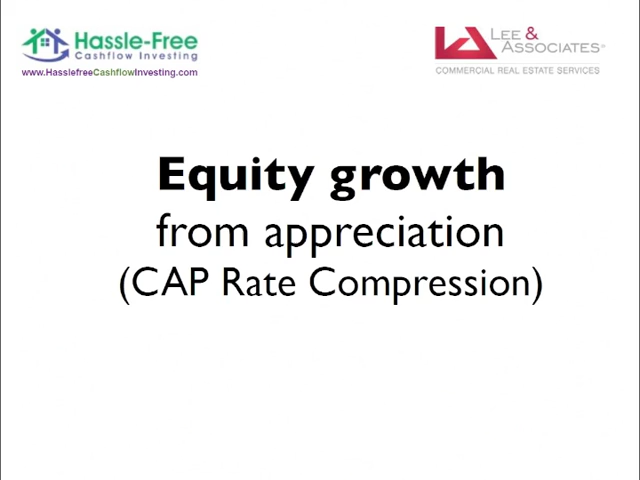 Hassle-Free
Cashflow Investing
www.HasslefreeCashflowInvesting.com
LEE &
ASSOCIATES
COMMERCIAL REAL ESTATE SERVICES
Equity growth
from appreciation
(CAP Rate Compression)